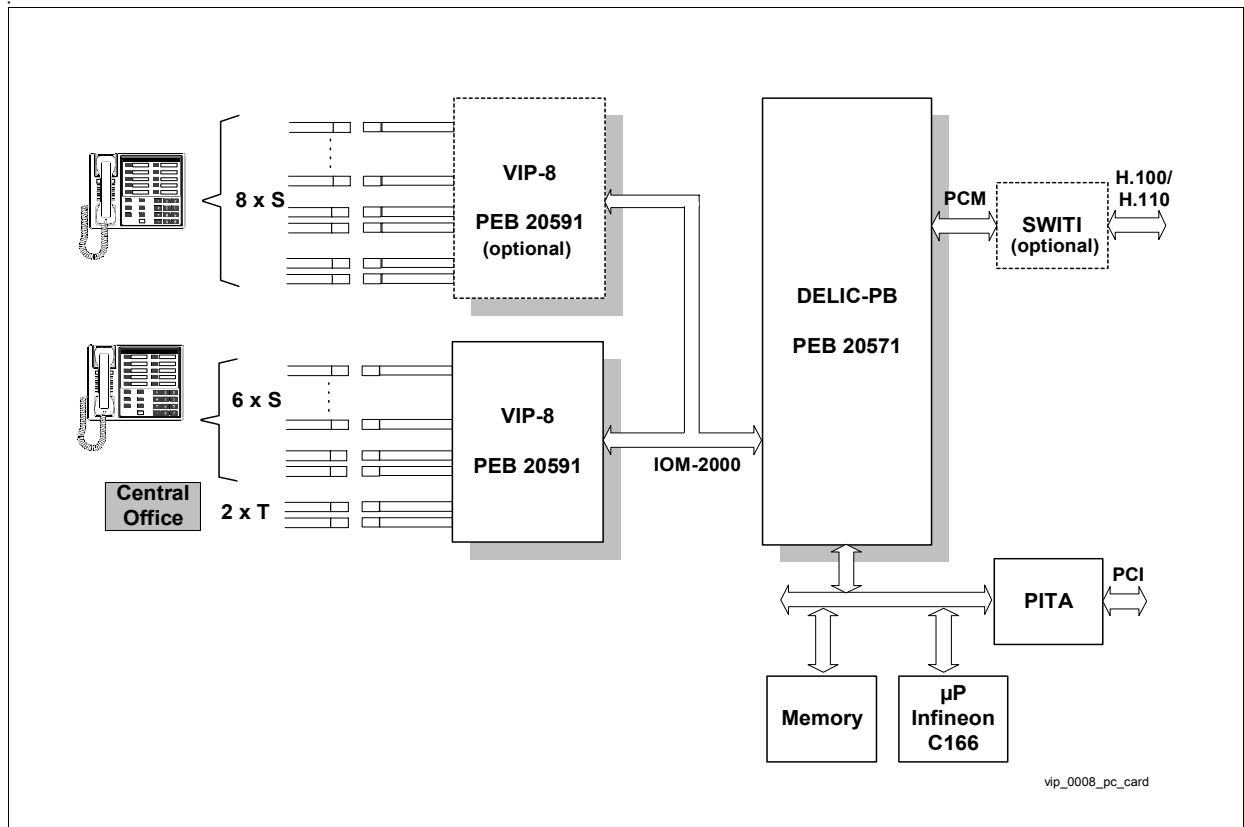 8 x S
VIP-8
PEB 20591
(optional)
6 x S
Central
Office
2 x T
VIP-8
PEB 20591
IOM-2000
DELIC-PB
PEB 20571
PCM
SWITI
(optional)
H.100/
H.110
PITA
PCI
Memory
µP
Infineon
C166
vip_0008_pc_card